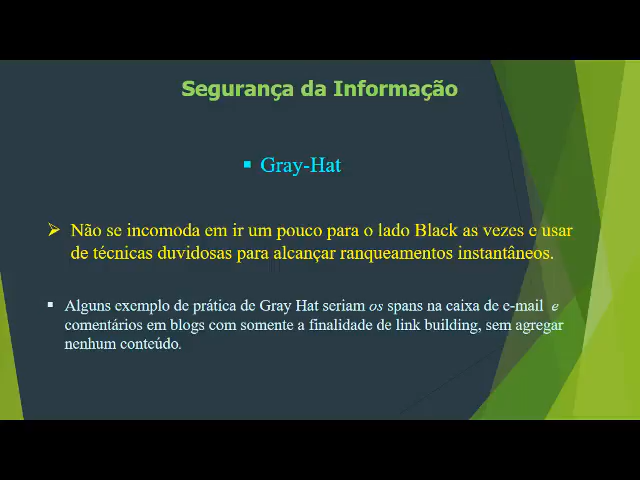 Segurança da Informação
▪ Gray-Hat
➢ Não se incomoda em ir um pouco para o lado Black as vezes e usar
de técnicas duvidosas para alcançar ranqueamentos instantâneos.
▪ Alguns exemplo de prática de Gray Hat seriam os spans na caixa de e-mail e
comentários em blogs com somente a finalidade de link building, sem agregar
nenhum conteúdo.